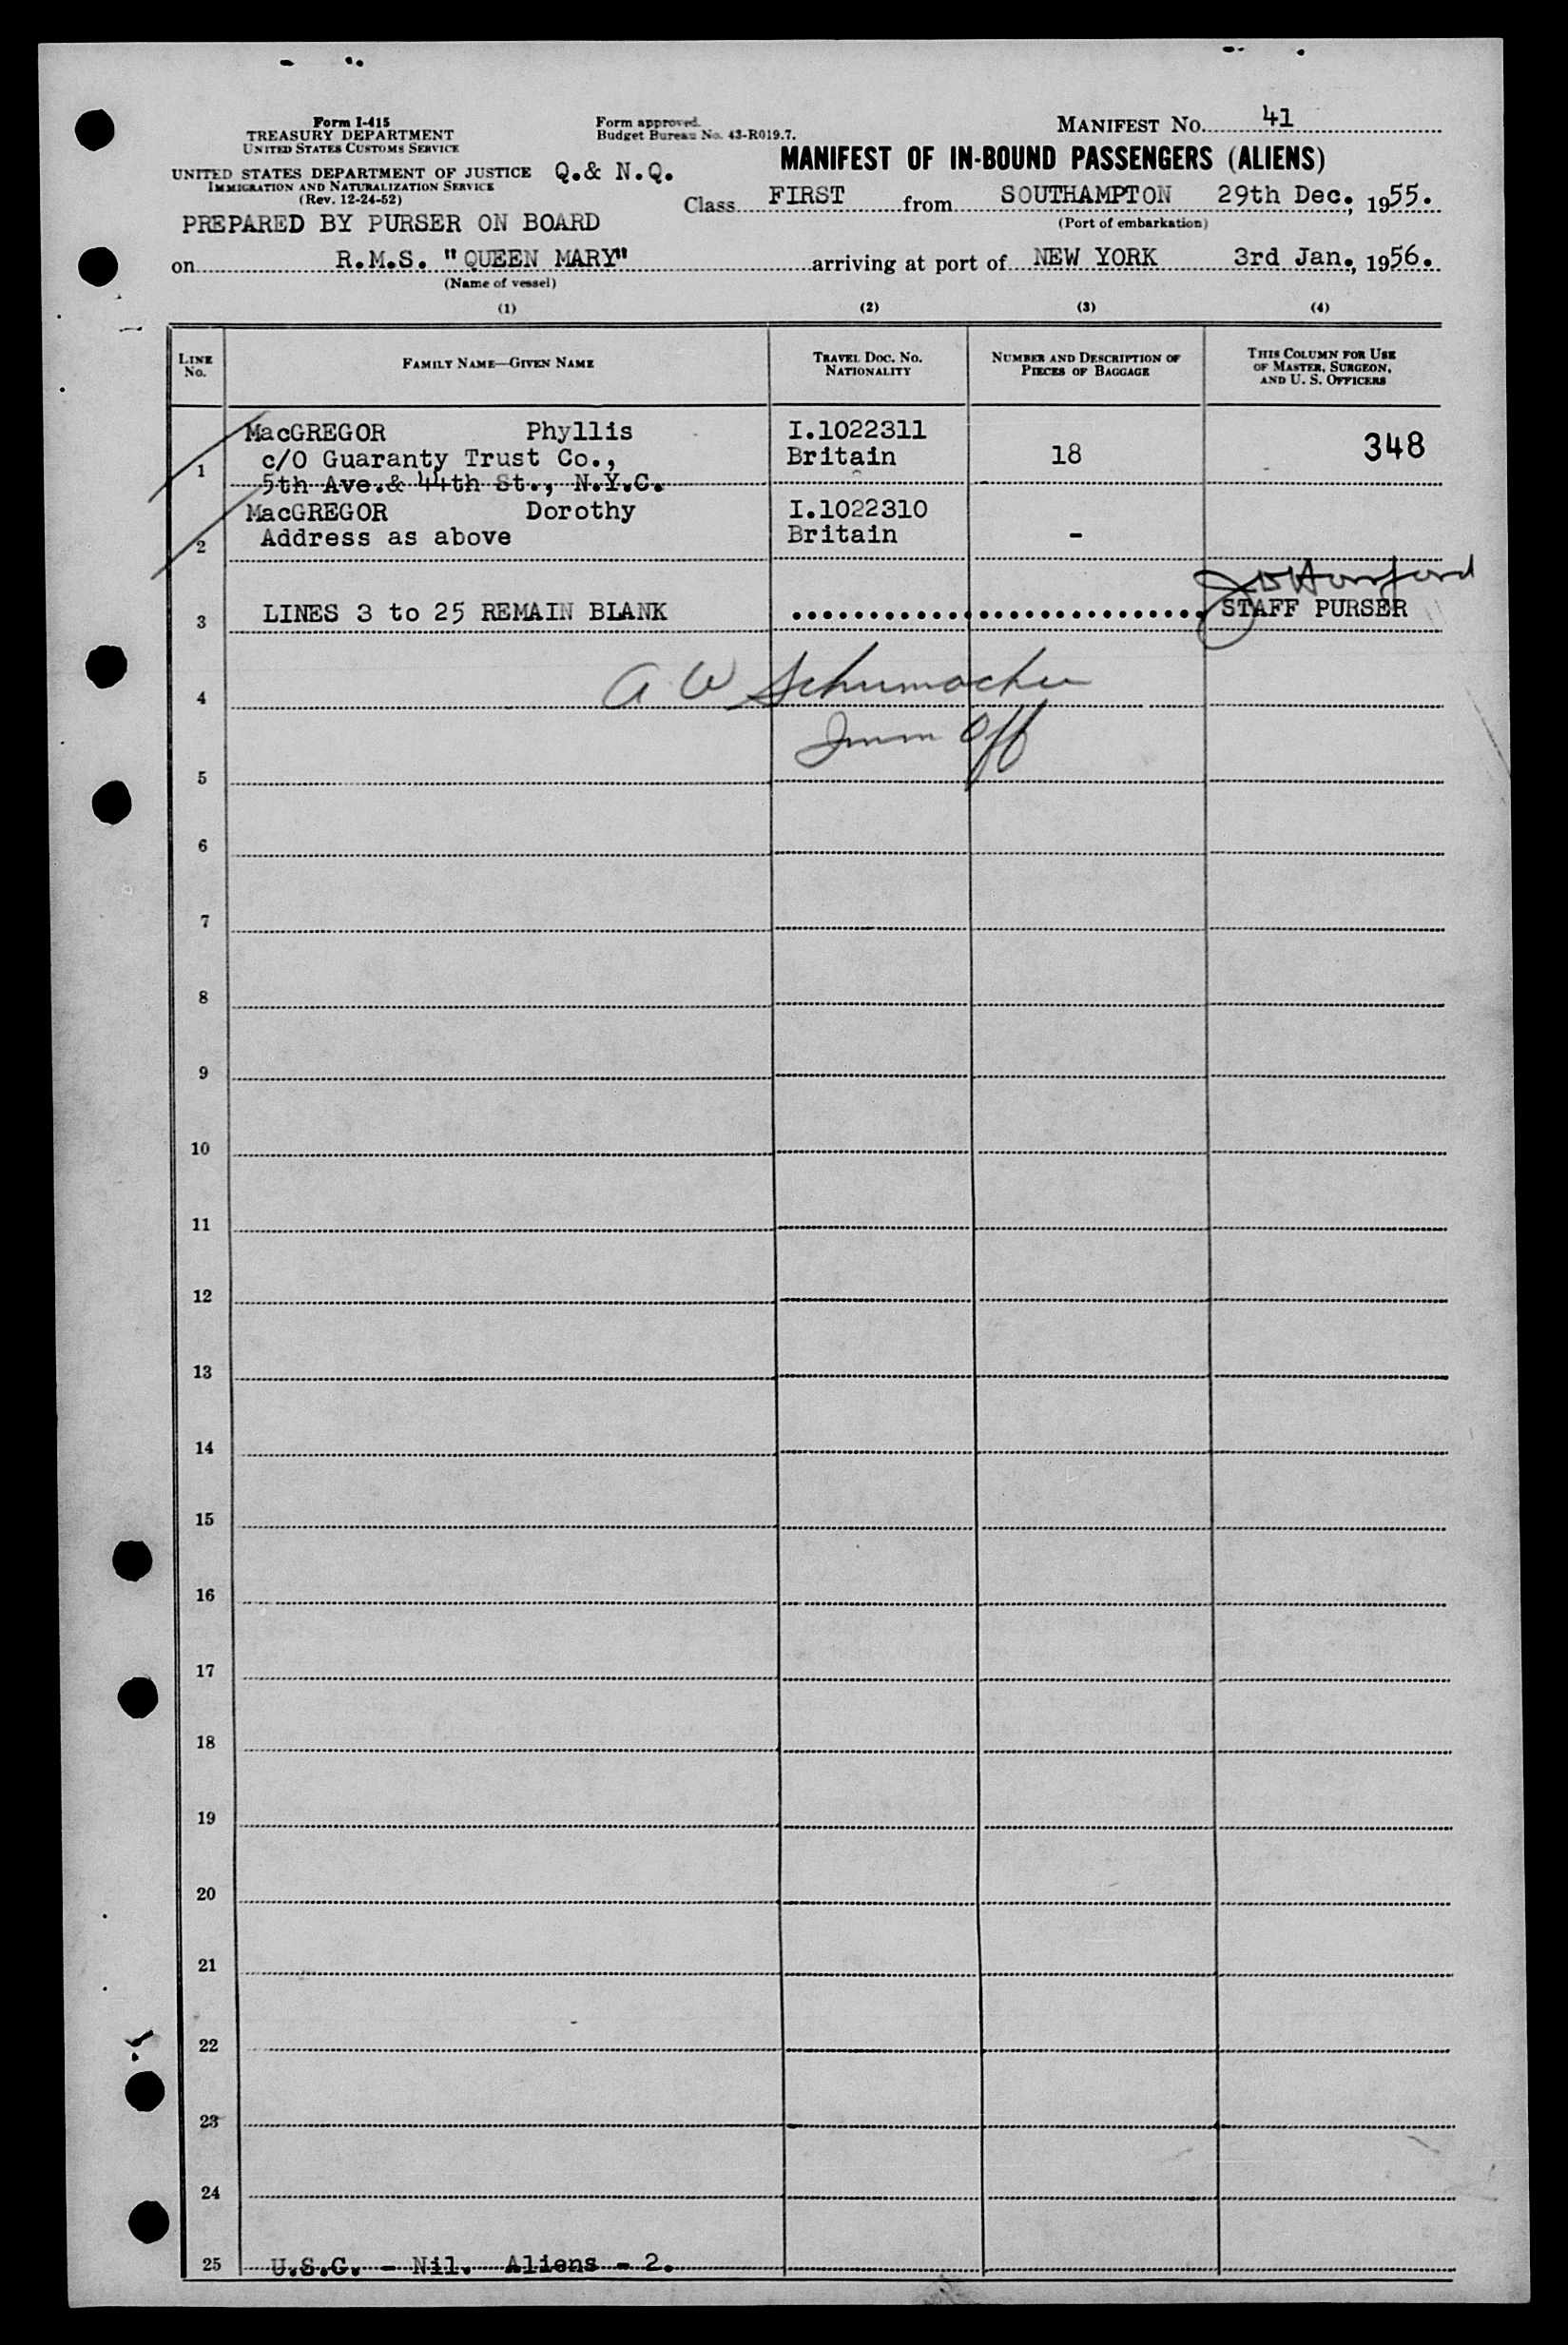 Form I-415
TREASURY DEPARTMENT
UNITED STATES CUSTOMS SERVICE
UNITED STATES DEPARTMENT OF JUSTICE
IMMIGRATION AND NATURALIZATION SERVICE
(Rev. 12-24-52)
Form approved.
Budget Bureau No. 43-R019.7.
MANIFEST NO. 41
MANIFEST OF IN-BOUND PASSENGERS (ALIENS)
Q.& N.Q.
Class FIRST from SOUTHAMPTON 29th Dec., 1955.
(Port of embarkation)
PREPARED BY PURSER ON BOARD
on R.M.S. "QUEEN MARY" arriving at port of NEW YORK 3rd Jan., 1956.
(Name of vessel)
(1) (2) (3) (4)
LINE NO.
FAMILY NAME—GIVEN NAME
TRAVEL DOC. NO.
NATIONALITY
NUMBER AND DESCRIPTION OF
PIECES OF BAGGAGE
THIS COLUMN FOR USE
OF MASTER, SURGEON,
AND U. S. OFFICERS
MacGREGOR Phyllis I.1022311
1 c/O Guaranty Trust Co., Britain 18 348
5th Ave.& 44th St., N.Y.C.
MacGREGOR Dorothy I.1022310
2 Address as above Britain -
3 LINES 3 to 25 REMAIN BLANK .......................... STAFF PURSER
4 A W Schumacher
Imm Off
5
6
7
8
9
10
11
12
13
14
15
16
17
18
19
20
21
22
23
24
25 U.S.C. - Nil. Aliens - 2.